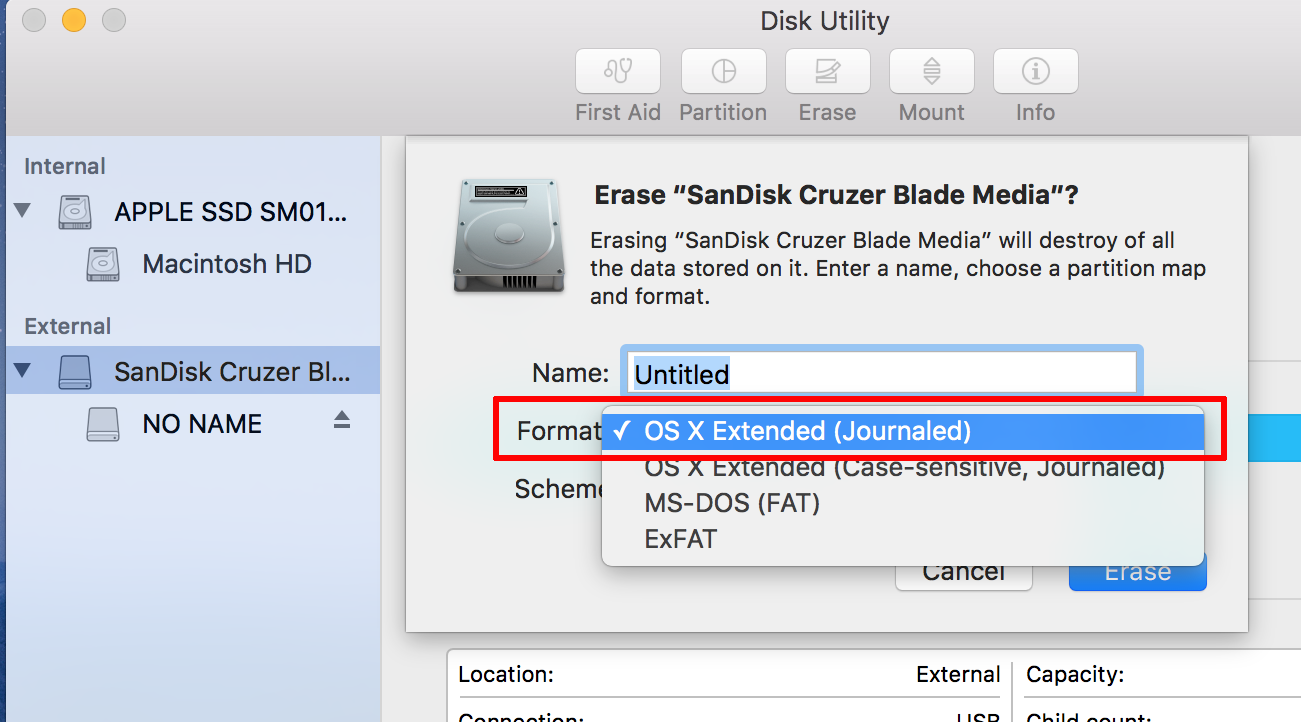 Disk Utility
First Aid
Partition
Erase
Mount
Info
Internal
APPLE SSD SM01...
Macintosh HD
External
SanDisk Cruzer Bl...
NO NAME
Erase “SanDisk Cruzer Blade Media”?
Erasing “SanDisk Cruzer Blade Media” will destroy of all
the data stored on it. Enter a name, choose a partition map
and format.
Name: Untitled
Format ✓ OS X Extended (Journaled)
OS X Extended (Case-sensitive, Journaled)
Scheme
MS-DOS (FAT)
ExFAT
Cancel
Erase
Location: External
Capacity:
Connection: USB
Child count: